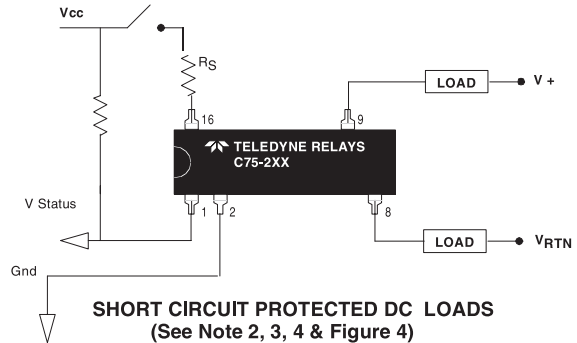 Vcc
RS
16
9
LOAD
V +
TELEDYNE RELAYS
C75-2XX
V Status
1
2
8
LOAD
VRTN
Gnd
SHORT CIRCUIT PROTECTED DC LOADS
(See Note 2, 3, 4 & Figure 4)